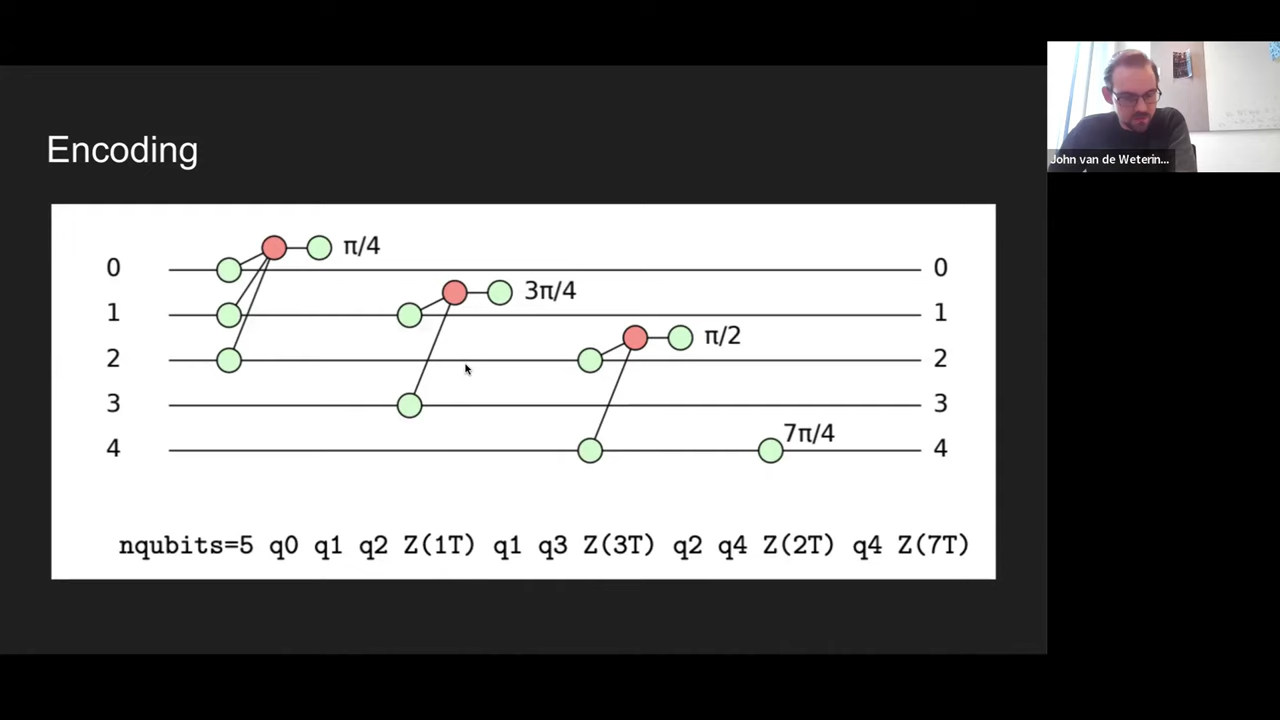 Encoding
John van de Weterin...
0 π/4 0
1 3π/4 1
2 π/2 2
3 3
4 7π/4 4
nqubits=5 q0 q1 q2 Z(1T) q1 q3 Z(3T) q2 q4 Z(2T) q4 Z(7T)